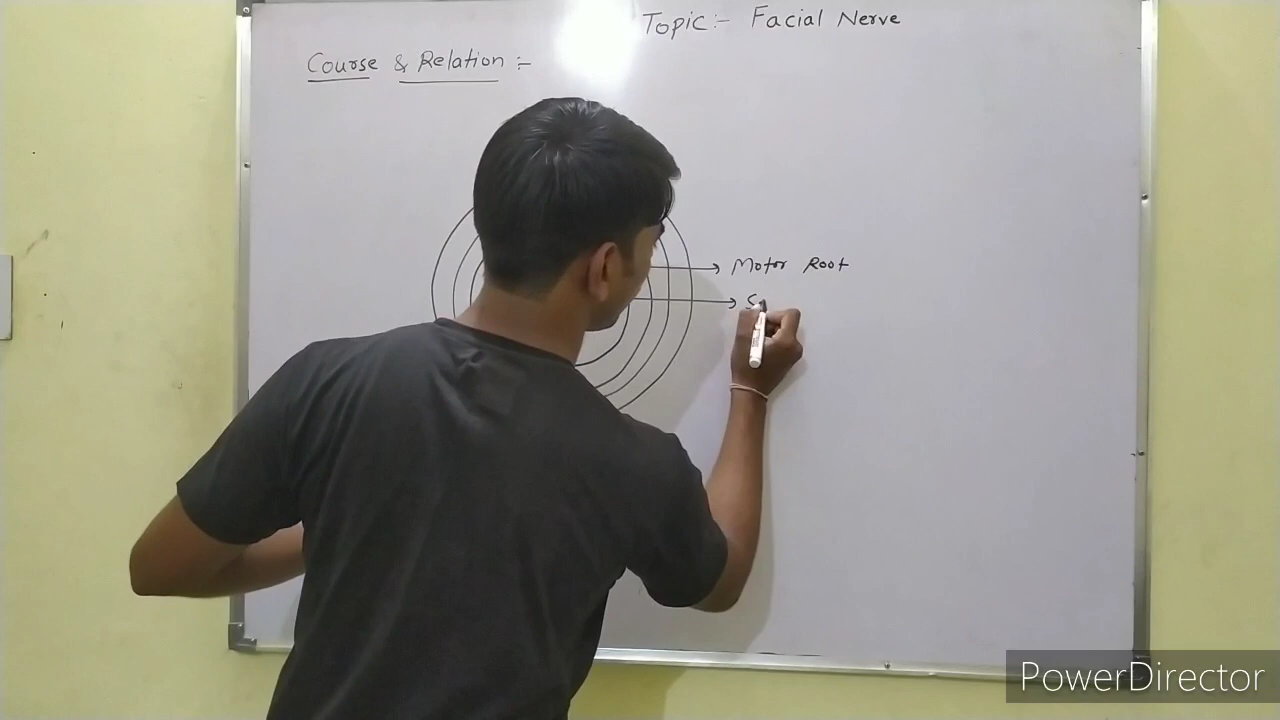 Topic:- Facial Nerve
Course & Relation :-
Motor Root
PowerDirector